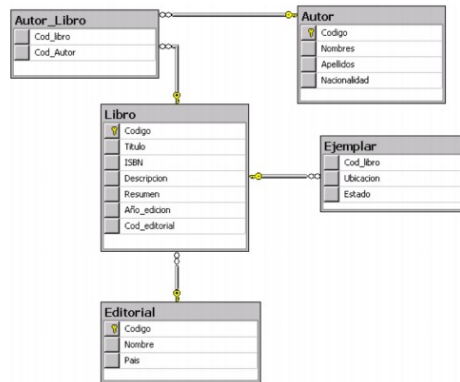 Autor_Libro
Cod_libro
Cod_Autor
Autor
Codigo
Nombres
Apellidos
Nacionalidad
Libro
Codigo
Titulo
ISBN
Descripcion
Resumen
Año_edicion
Cod_editorial
Ejemplar
Cod_libro
Ubicacion
Estado
Editorial
Codigo
Nombre
Pais